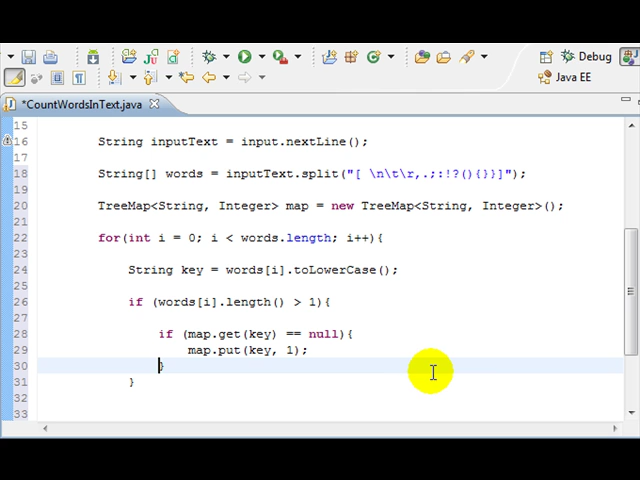 Debug
Java EE
*CountWordsInText.java
15
16 String inputText = input.nextLine();
17
18 String[] words = inputText.split("[ \n\t\r,.;:!?(){}}]");
19
20 TreeMap<String, Integer> map = new TreeMap<String, Integer>();
21
22 for(int i = 0; i < words.length; i++){
23
24 String key = words[i].toLowerCase();
25
26 if (words[i].length() > 1){
27
28 if (map.get(key) == null){
29 map.put(key, 1);
30 }
31 }
32
33